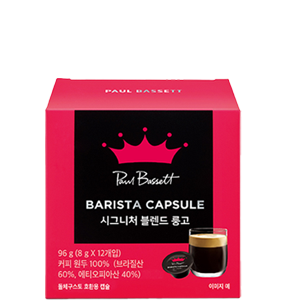 PAUL BASSETT
Paul Bassett
BARISTA CAPSULE
시그니처 블렌드 룽고
96 g (8 g X 12개입)
커피 원두 100% (브라질산
60%, 에티오피아산 40%)
돌체구스토 호환용 캡슐
이미지 예